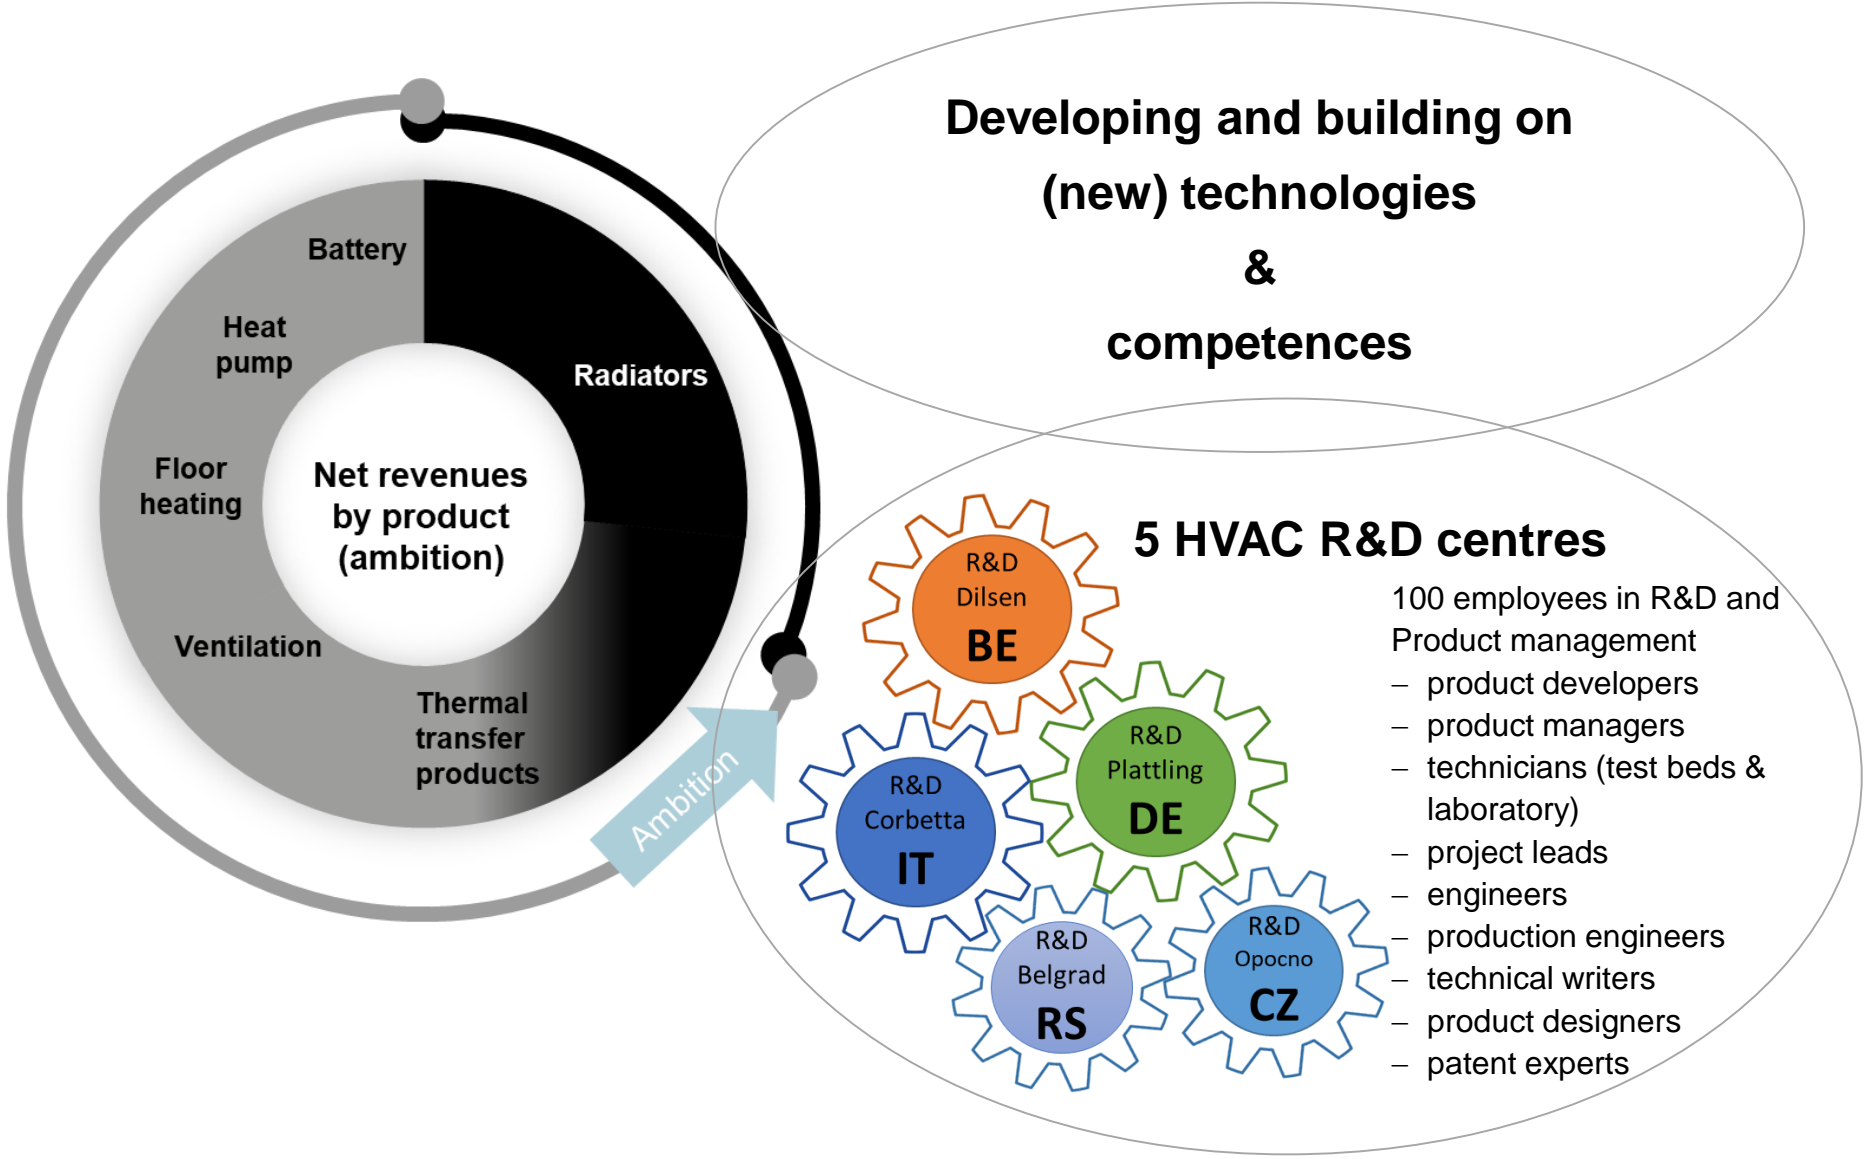 Battery
Heat
pump
Floor
heating
Ventilation
Thermal
transfer
products
Radiators
Net revenues
by product
(ambition)
Ambition
Developing and building on
(new) technologies
&
competences
5 HVAC R&D centres
R&D
Dilsen
BE
R&D
Plattling
DE
R&D
Corbetta
IT
R&D
Belgrad
RS
R&D
Opocno
CZ
100 employees in R&D and
Product management
– product developers
– product managers
– technicians (test beds &
laboratory)
– project leads
– engineers
– production engineers
– technical writers
– product designers
– patent experts